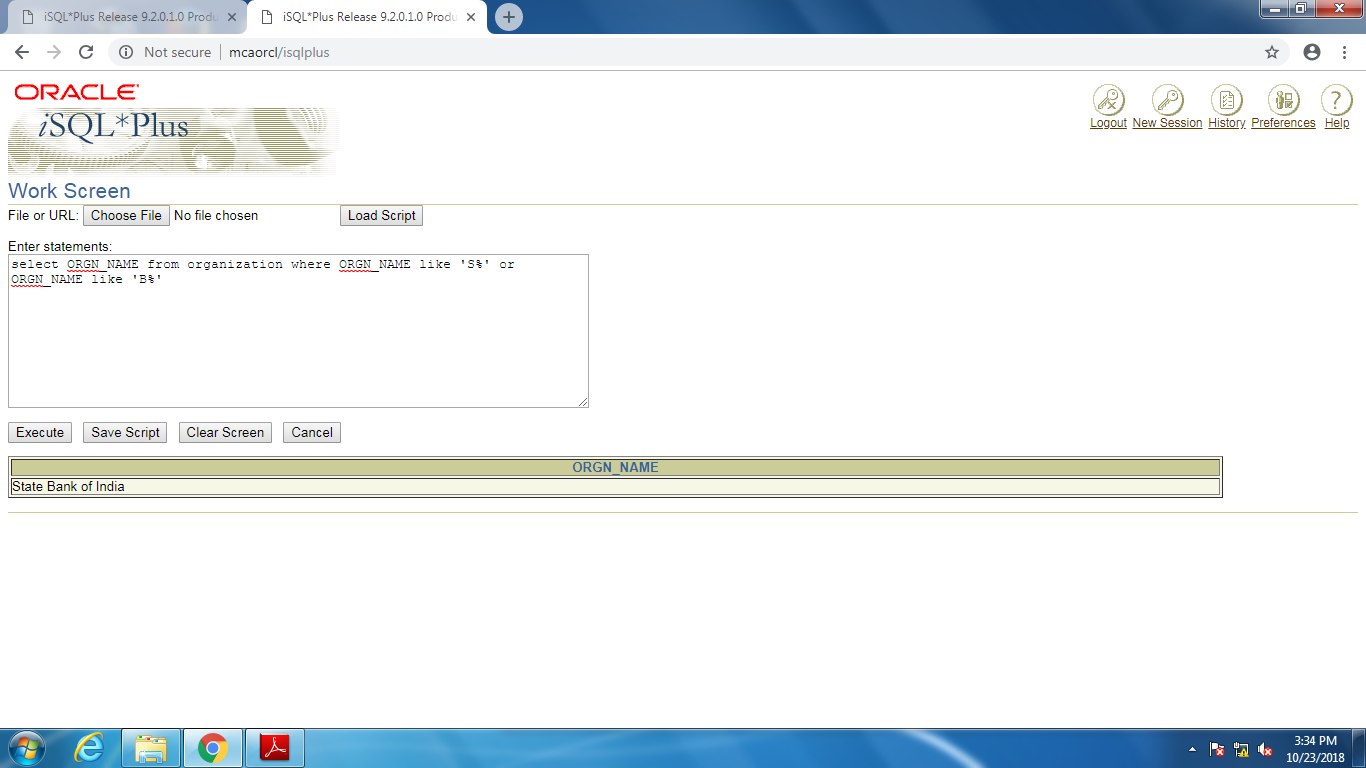 iSQL*Plus Release 9.2.0.1.0 Produ
iSQL*Plus Release 9.2.0.1.0 Produ
Not secure
mcaorcl/isqlplus
ORACLE
iSQL*Plus
Logout New Session History Preferences Help
Work Screen
File or URL: Choose File No file chosen Load Script
Enter statements:
select ORGN_NAME from organization where ORGN_NAME like 'S%' or
ORGN_NAME like 'B%'
Execute Save Script Clear Screen Cancel
ORGN_NAME
State Bank of India
3:34 PM
10/23/2018